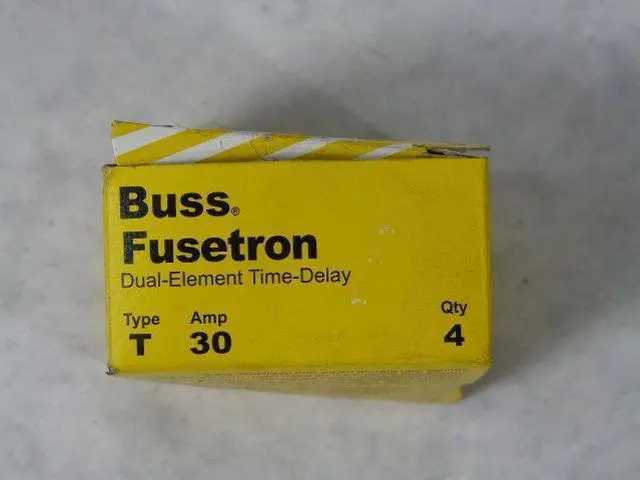 Buss®
Fusetron
Dual-Element Time-Delay
Type Amp Qty
T 30 4